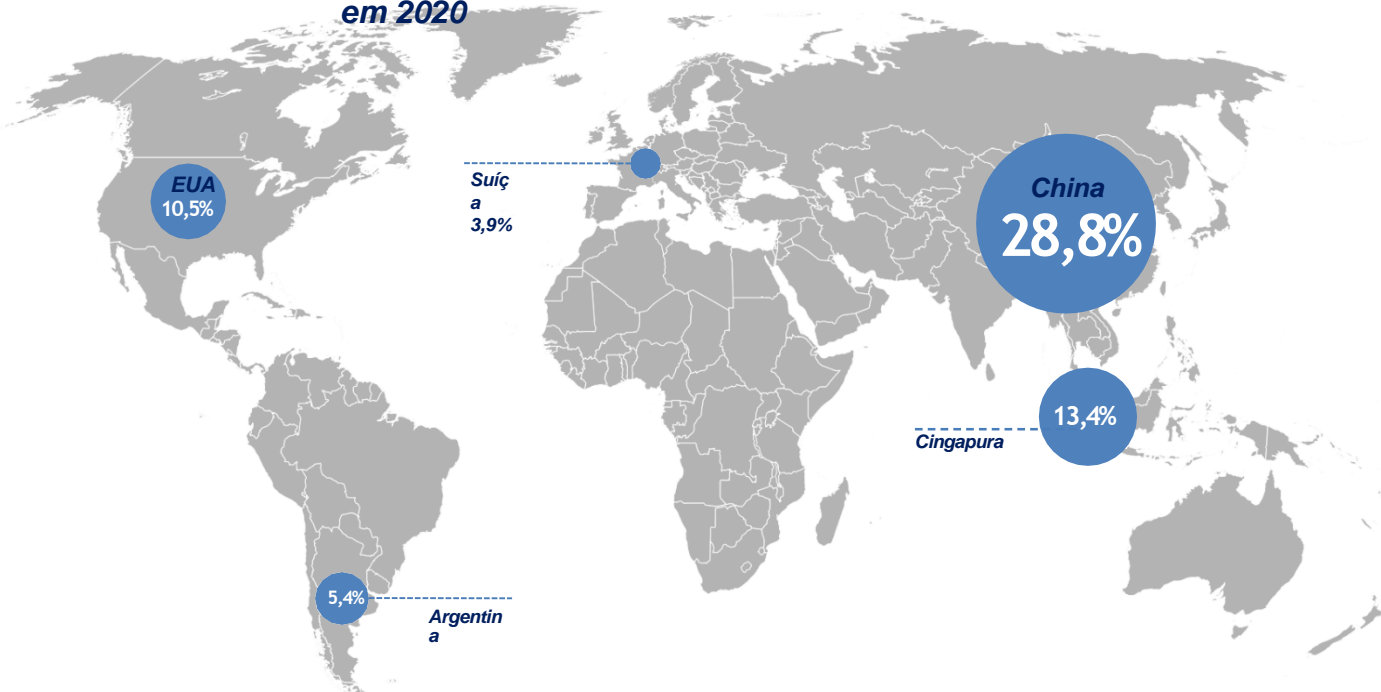 em 2020
EUA
10,5%
Suíç
a
3,9%
China
28,8%
13,4%
Cingapura
5,4%
Argentin
a